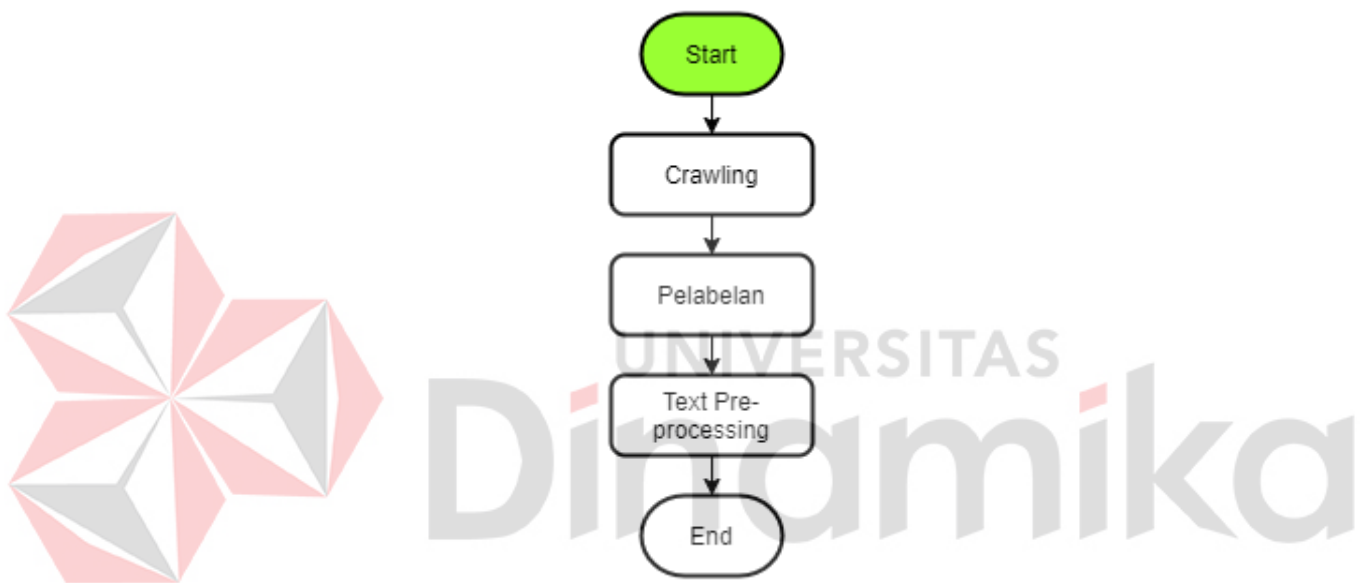 Start
Crawling
Pelabelan
UNIVERSITAS
Dinamika
Text Pre-
processing
End